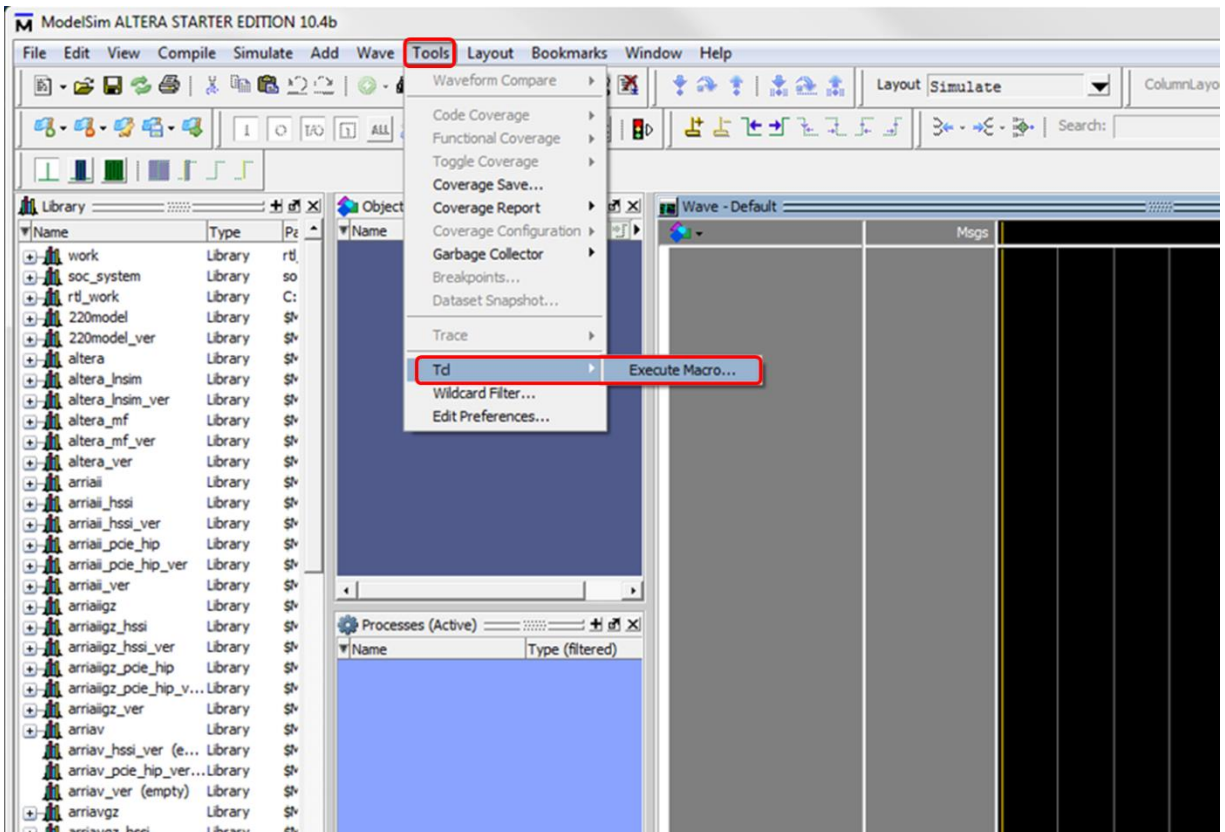 ModelSim ALTERA STARTER EDITION 10.4b
File Edit View Compile Simulate Add Wave Tools Layout Bookmarks Window Help
Layout Simulate
Search:
Waveform Compare
Code Coverage
Functional Coverage
Toggle Coverage
Coverage Save...
Coverage Report
Coverage Configuration
Garbage Collector
Breakpoints...
Dataset Snapshot...
Trace
Tcl Execute Macro...
Wildcard Filter...
Edit Preferences...
Library
Name Type
work Library
soc_system Library so
rtl_work Library C:
220model Library
220model_ver Library
altera Library
altera_lnsim Library
altera_lnsim_ver Library
altera_mf Library
altera_mf_ver Library
altera_ver Library
arriaii Library
arriaii_hssi Library
arriaii_hssi_ver Library
arriaii_pcie_hip Library
arriaii_pcie_hip_ver Library
arriaii_ver Library
arriaiigz Library
arriaiigz_hssi Library
arriaiigz_hssi_ver Library
arriaiigz_pcie_hip Library
arriaiigz_pcie_hip_v... Library
arriaiigz_ver Library
arriav Library
arriav_hssi_ver (e... Library
arriav_pcie_hip_ver... Library
arriav_ver (empty) Library
arriavgz Library
Object
Name
Processes (Active)
Name Type (filtered)
Wave - Default
Msgs